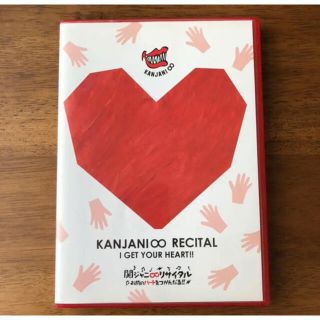 KANJANI∞
KANJANI∞ RECITAL
I GET YOUR HEART!!
関ジャニ∞リサイタル
お前のハートをつかんだる!!